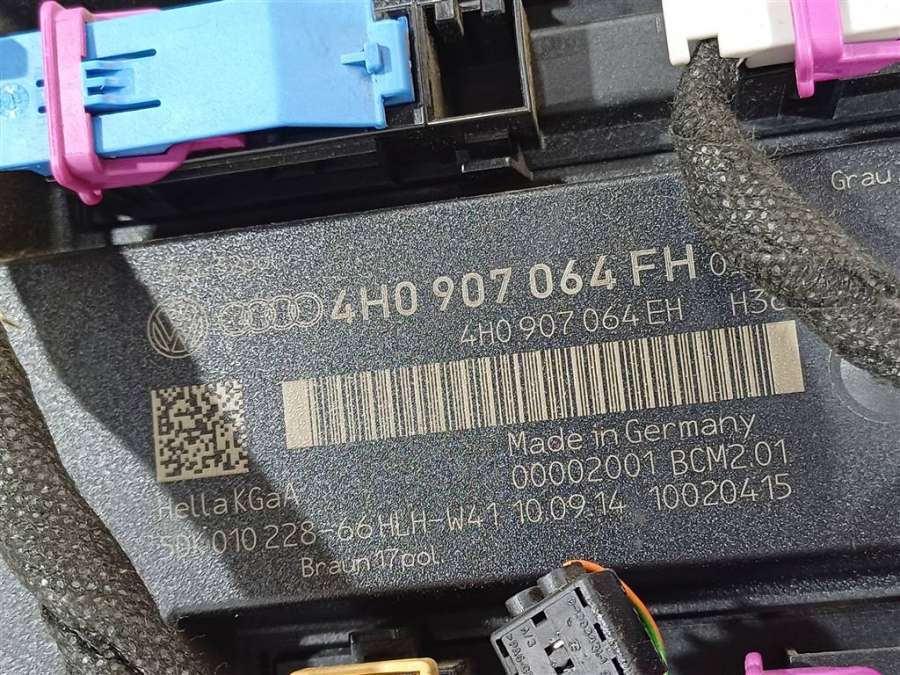 Grau
4H0 907 064 FH
4H0 907 064 EH
Made in Germany
00002001 BCM2.01
Hella KGaA
5DK 010 228-66 HLH-W41 10.09.14 10020415
Braun 17pol.